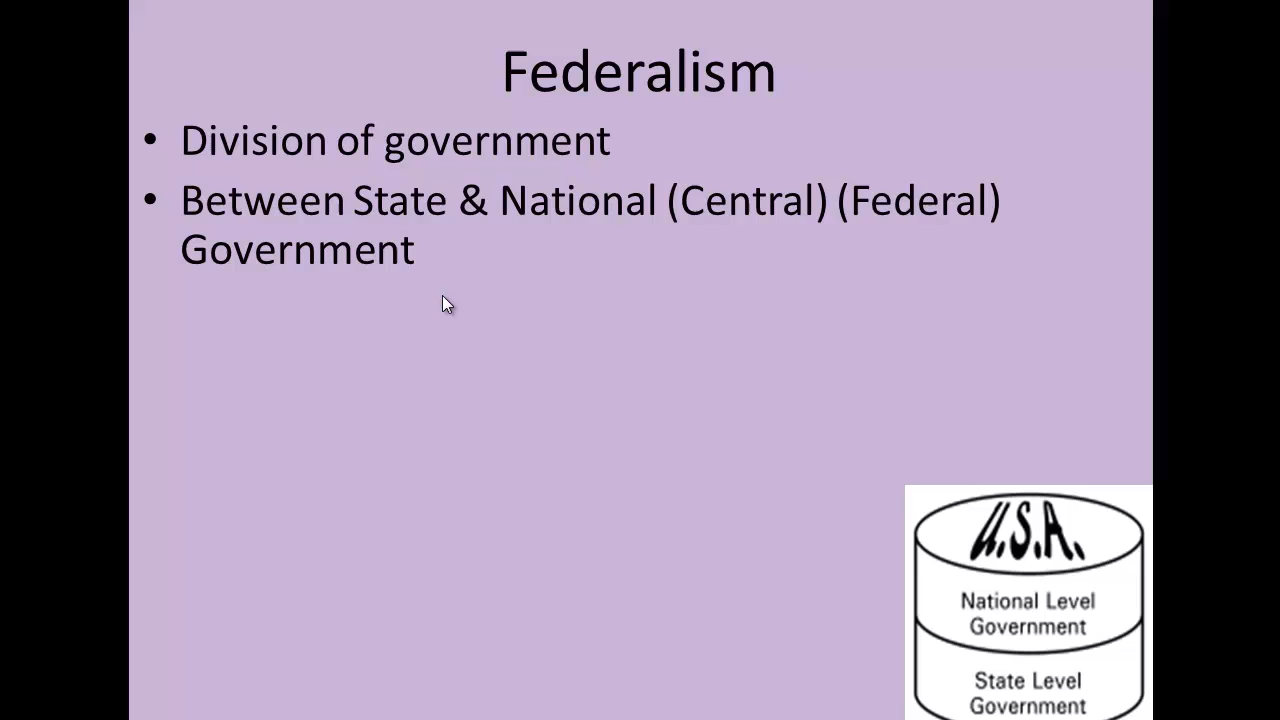 Federalism
• Division of government
• Between State & National (Central) (Federal)
Government
U.S.A.
National Level
Government
State Level
Government